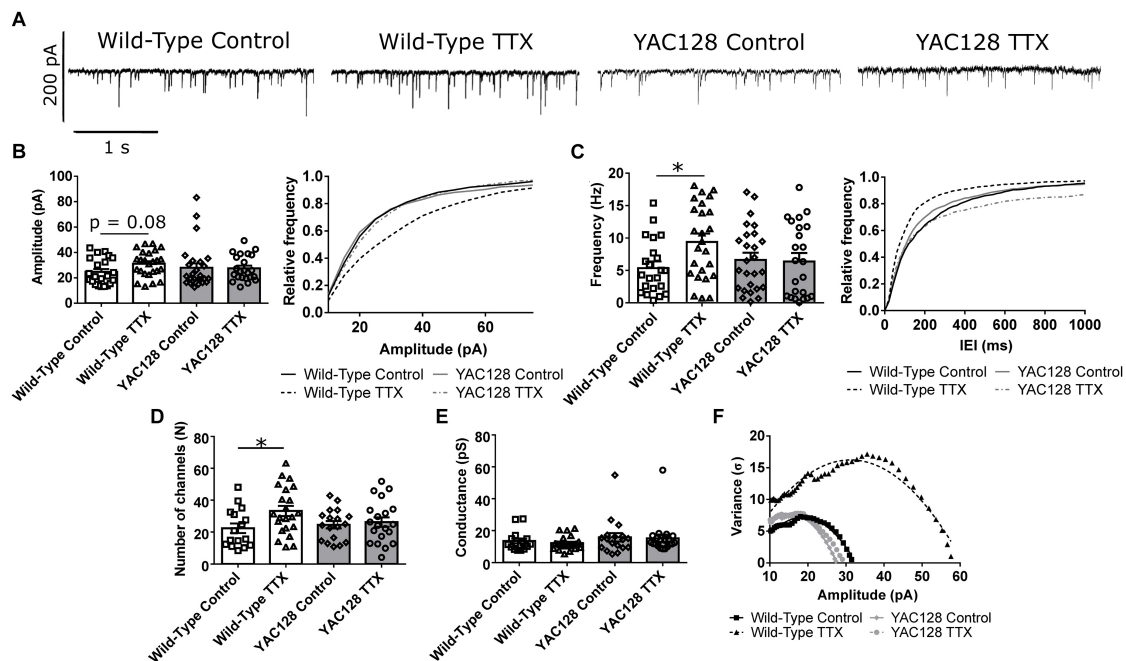 A
Wild-Type Control
Wild-Type TTX
YAC128 Control
YAC128 TTX
200 pA
1 s
B
Amplitude (pA)
100
80
60
40
20
0
p = 0.08
Wild-Type Control
Wild-Type TTX
YAC128 Control
YAC128 TTX
Relative frequency
1.0
0.8
0.6
0.4
0.2
0.0
20
40
60
Amplitude (pA)
Wild-Type Control
YAC128 Control
Wild-Type TTX
YAC128 TTX
C
Frequency (Hz)
20
15
10
5
0
*
Wild-Type Control
Wild-Type TTX
YAC128 Control
YAC128 TTX
Relative frequency
1.0
0.8
0.6
0.4
0.2
0.0
0
200
400
600
800
1000
IEI (ms)
Wild-Type Control
YAC128 Control
Wild-Type TTX
YAC128 TTX
D
Number of channels (N)
80
60
40
20
0
*
Wild-Type Control
Wild-Type TTX
YAC128 Control
YAC128 TTX
E
Conductance (pS)
80
60
40
20
0
Wild-Type Control
Wild-Type TTX
YAC128 Control
YAC128 TTX
F
Variance (σ)
20
15
10
5
0
10
20
30
40
50
60
Amplitude (pA)
Wild-Type Control
YAC128 Control
Wild-Type TTX
YAC128 TTX